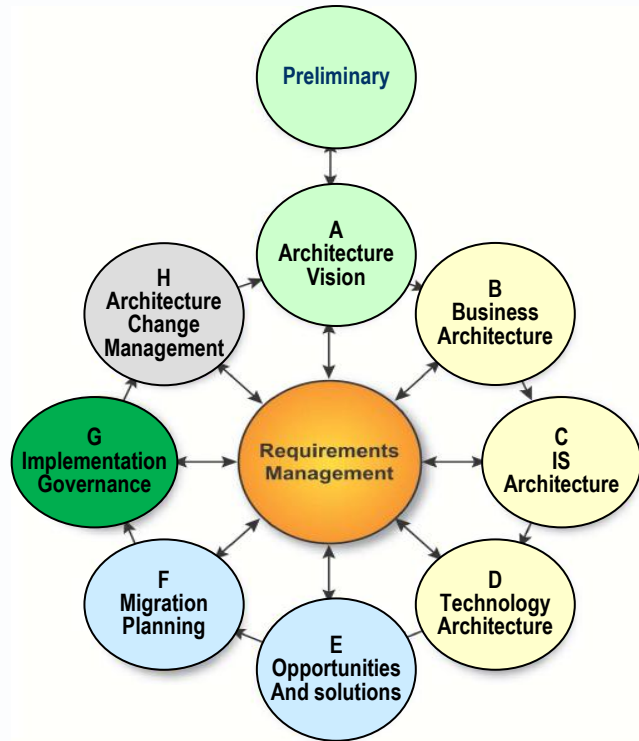 Preliminary
A
Architecture
Vision
B
Business
Architecture
C
IS
Architecture
D
Technology
Architecture
E
Opportunities
And solutions
F
Migration
Planning
G
Implementation
Governance
H
Architecture
Change
Management
Requirements
Management